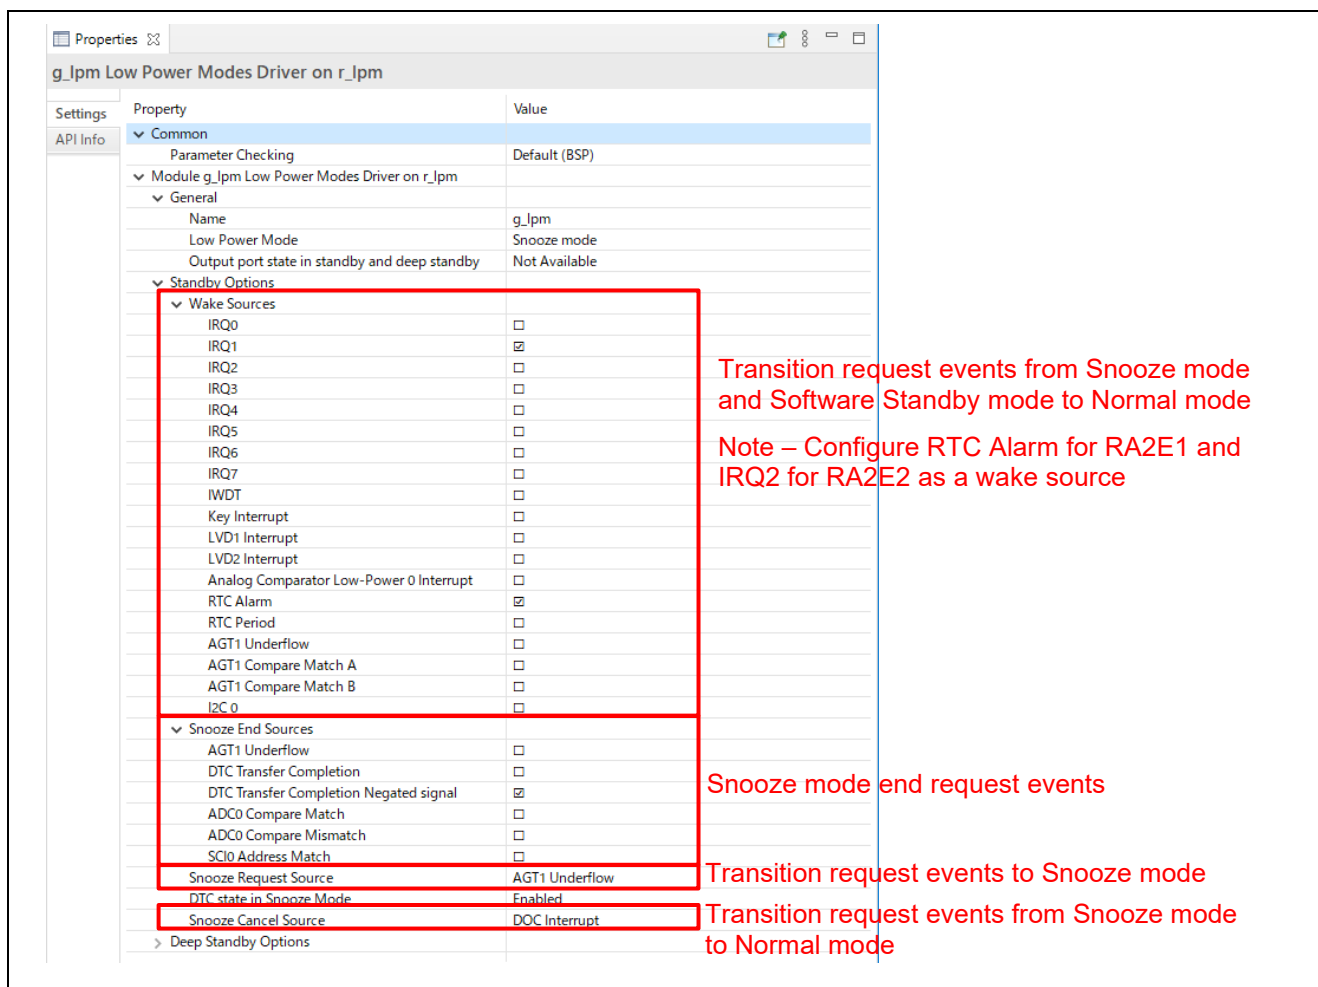 Properties
g_lpm Low Power Modes Driver on r_lpm
Settings
API Info
Property Value
Common
Parameter Checking Default (BSP)
Module g_lpm Low Power Modes Driver on r_lpm
General
Name g_lpm
Low Power Mode Snooze mode
Output port state in standby and deep standby Not Available
Standby Options
Wake Sources
IRQ0
IRQ1
IRQ2
IRQ3
IRQ4
IRQ5
IRQ6
IRQ7
IWDT
Key Interrupt
LVD1 Interrupt
LVD2 Interrupt
Analog Comparator Low-Power 0 Interrupt
RTC Alarm
RTC Period
AGT1 Underflow
AGT1 Compare Match A
AGT1 Compare Match B
I2C 0
Transition request events from Snooze mode
and Software Standby mode to Normal mode
Note – Configure RTC Alarm for RA2E1 and
IRQ2 for RA2E2 as a wake source
Snooze End Sources
AGT1 Underflow
DTC Transfer Completion
DTC Transfer Completion Negated signal
ADC0 Compare Match
ADC0 Compare Mismatch
SCI0 Address Match
Snooze mode end request events
Snooze Request Source AGT1 Underflow
Transition request events to Snooze mode
DTC state in Snooze Mode Enabled
Snooze Cancel Source DOC Interrupt
Transition request events from Snooze mode
to Normal mode
Deep Standby Options